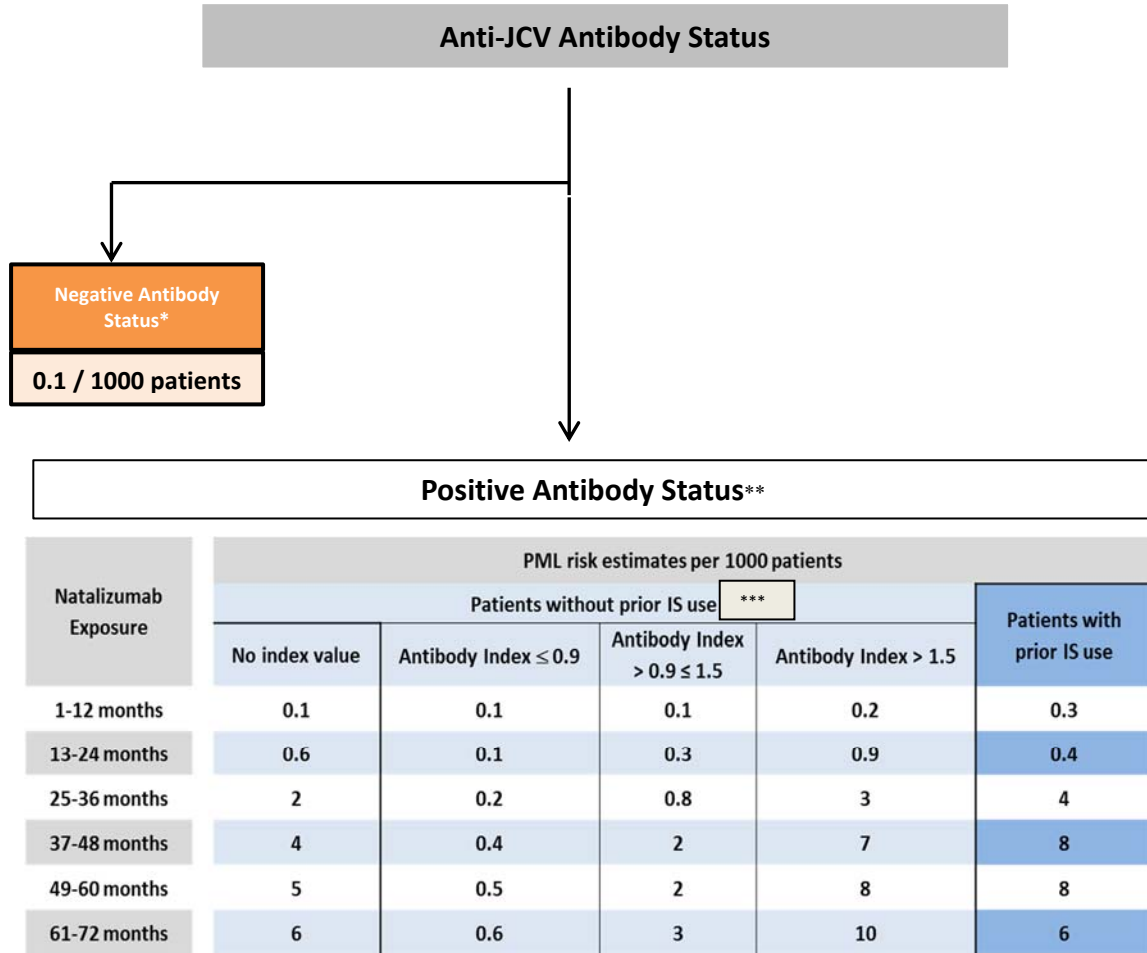 Anti-JCV Antibody Status
Negative Antibody
Status*
0.1 / 1000 patients
Positive Antibody Status**
Natalizumab
Exposure
PML risk estimates per 1000 patients
Patients without prior IS use ***
Patients with
prior IS use
No index value
Antibody Index ≤ 0.9
Antibody Index
> 0.9 ≤ 1.5
Antibody Index > 1.5
1-12 months 0.1 0.1 0.1 0.2 0.3
13-24 months 0.6 0.1 0.3 0.9 0.4
25-36 months 2 0.2 0.8 3 4
37-48 months 4 0.4 2 7 8
49-60 months 5 0.5 2 8 8
61-72 months 6 0.6 3 10 6